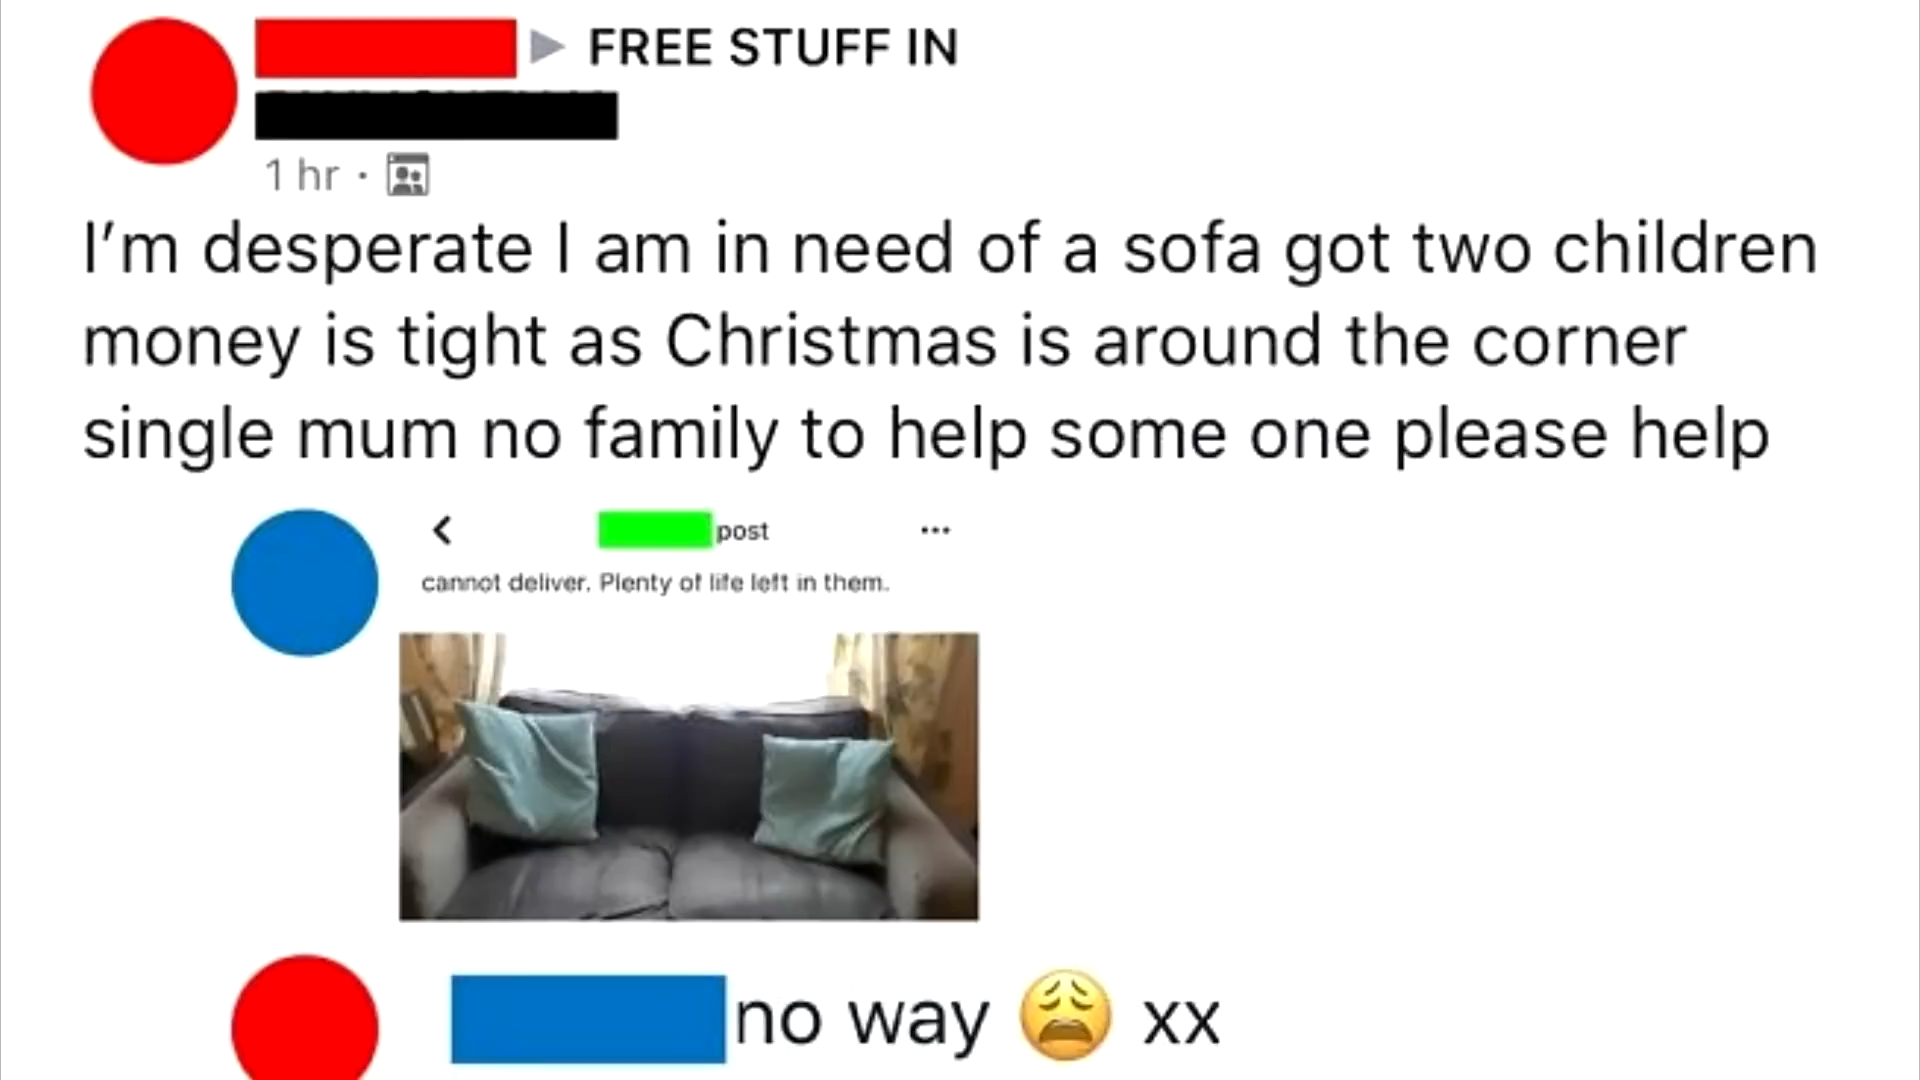 FREE STUFF IN
1 hr ·
I’m desperate I am in need of a sofa got two children
money is tight as Christmas is around the corner
single mum no family to help some one please help
post
cannot deliver. Plenty of life left in them.
no way 😩 xx